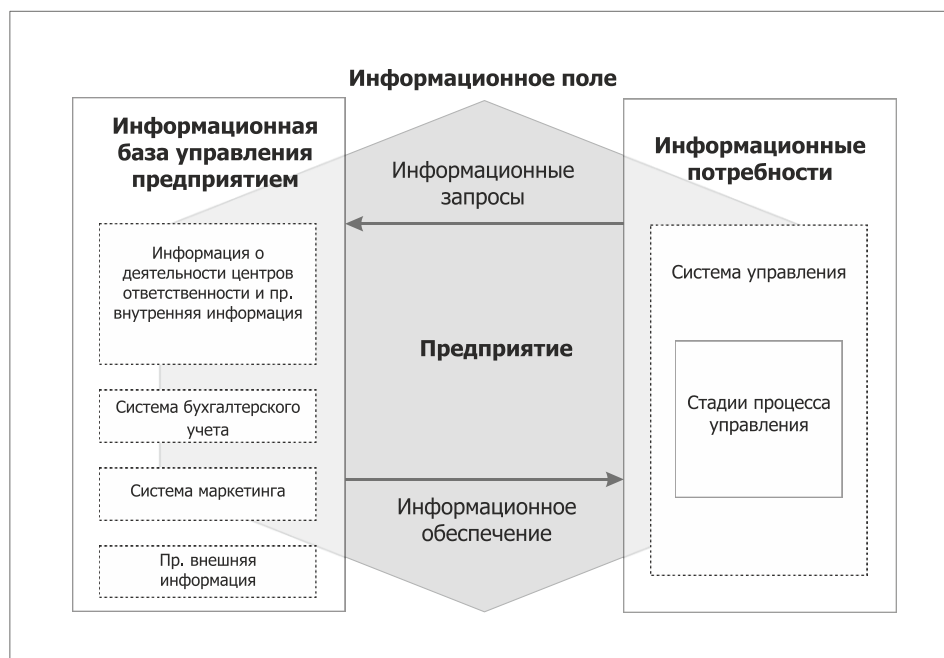 Информационное поле
Информационная
база управления
предприятием
Информация о
деятельности центров
ответственности и пр.
внутренняя информация
Система бухгалтерского
учета
Система маркетинга
Пр. внешняя
информация
Информационные
запросы
Предприятие
Информационное
обеспечение
Информационные
потребности
Система управления
Стадии процесса
управления